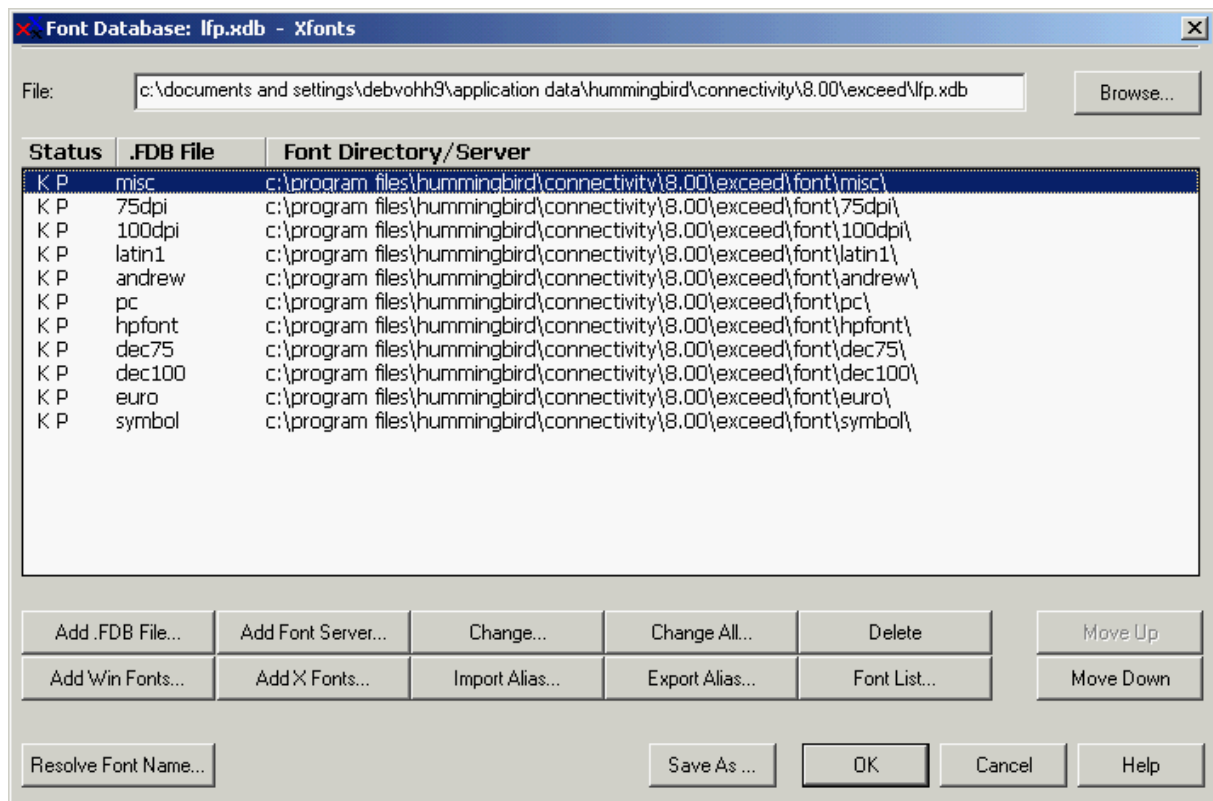 Font Database: lfp.xdb - Xfonts
File: c:\documents and settings\debvohh9\application data\hummingbird\connectivity\8.00\exceed\lfp.xdb Browse...
Status .FDB File Font Directory/Server
K P misc c:\program files\hummingbird\connectivity\8.00\exceed\font\misc\
K P 75dpi c:\program files\hummingbird\connectivity\8.00\exceed\font\75dpi\
K P 100dpi c:\program files\hummingbird\connectivity\8.00\exceed\font\100dpi\
K P latin1 c:\program files\hummingbird\connectivity\8.00\exceed\font\latin1\
K P andrew c:\program files\hummingbird\connectivity\8.00\exceed\font\andrew\
K P pc c:\program files\hummingbird\connectivity\8.00\exceed\font\pc\
K P hpfont c:\program files\hummingbird\connectivity\8.00\exceed\font\hpfont\
K P dec75 c:\program files\hummingbird\connectivity\8.00\exceed\font\dec75\
K P dec100 c:\program files\hummingbird\connectivity\8.00\exceed\font\dec100\
K P euro c:\program files\hummingbird\connectivity\8.00\exceed\font\euro\
K P symbol c:\program files\hummingbird\connectivity\8.00\exceed\font\symbol\
Add .FDB File... Add Font Server... Change... Change All... Delete Move Up
Add Win Fonts... Add X Fonts... Import Alias... Export Alias... Font List... Move Down
Resolve Font Name... Save As ... OK Cancel Help